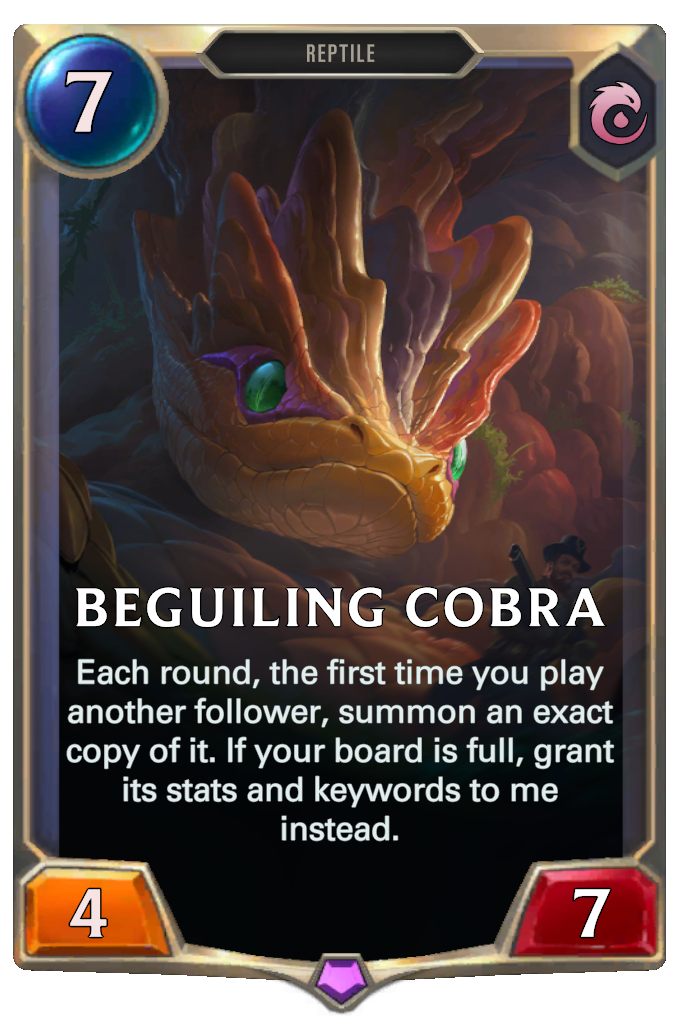 REPTILE
7
BEGUILING COBRA
Each round, the first time you play
another follower, summon an exact
copy of it. If your board is full, grant
its stats and keywords to me
instead.
4
7